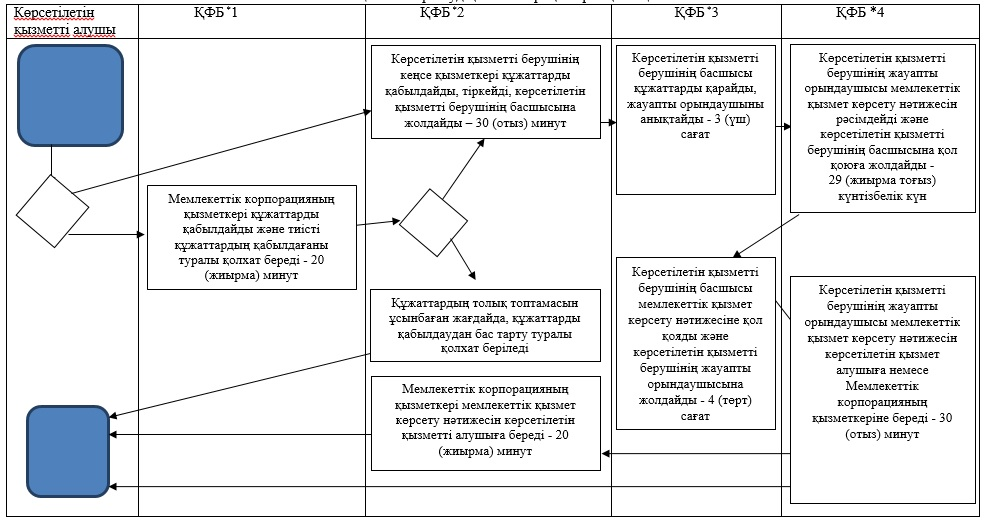 Көрсетілетін
қызметті алушы
ҚФБ*1
ҚФБ*2
ҚФБ*3
ҚФБ *4
Көрсетілетін қызметті берушінің
кеңсе қызметкері құжаттарды
қабылдайды, тіркейді, көрсетілетін
қызметті берушінің басшысына
жолдайды – 30 (отыз) минут
Көрсетілетін қызметті
берушінің басшысы
құжаттарды қарайды,
жауапты орындаушыны
анықтайды - 3 (үш)
сағат
Көрсетілетін қызметті
берушінің жауапты
орындаушысы мемлекеттік
қызмет көрсету нәтижесін
рәсімдейді және
көрсетілетін қызметті
берушінің басшысына қол
қоюға жолдайды -
29 (жиырма тоғыз)
күнтізбелік күн
Мемлекеттік корпорацияның
қызметкері құжаттарды
қабылдайды және тиісті
құжаттардың қабылдағаны
туралы қолхат береді - 20
(жиырма) минут
Құжаттардың толық топтамасын
ұсынбаған жағдайда, құжаттарды
қабылдаудан бас тарту туралы
қолхат беріледі
Көрсетілетін қызметті
берушінің басшысы
мемлекеттік қызмет
көрсету нәтижесіне қол
қояды және
көрсетілетін қызметті
берушінің жауапты
орындаушысына
жолдайды - 4 (төрт)
сағат
Көрсетілетін қызметті
берушінің жауапты
орындаушысы мемлекеттік
қызмет көрсету нәтижесін
көрсетілетін қызмет
алушыға немесе
Мемлекеттік
корпорацияның
қызметкеріне береді - 30
(отыз) минут
Мемлекеттік корпорацияның
қызметкері мемлекеттік қызмет
көрсету нәтижесін көрсетілетін
қызметті алушыға береді - 20
(жиырма) минут